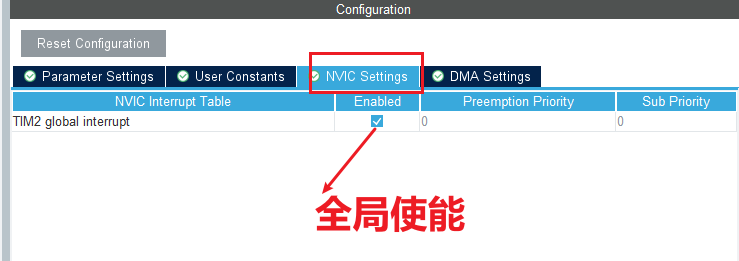 Configuration
Reset Configuration
Parameter Settings User Constants NVIC Settings DMA Settings
NVIC Interrupt Table Enabled Preemption Priority Sub Priority
TIM2 global interrupt 0 0
全局使能